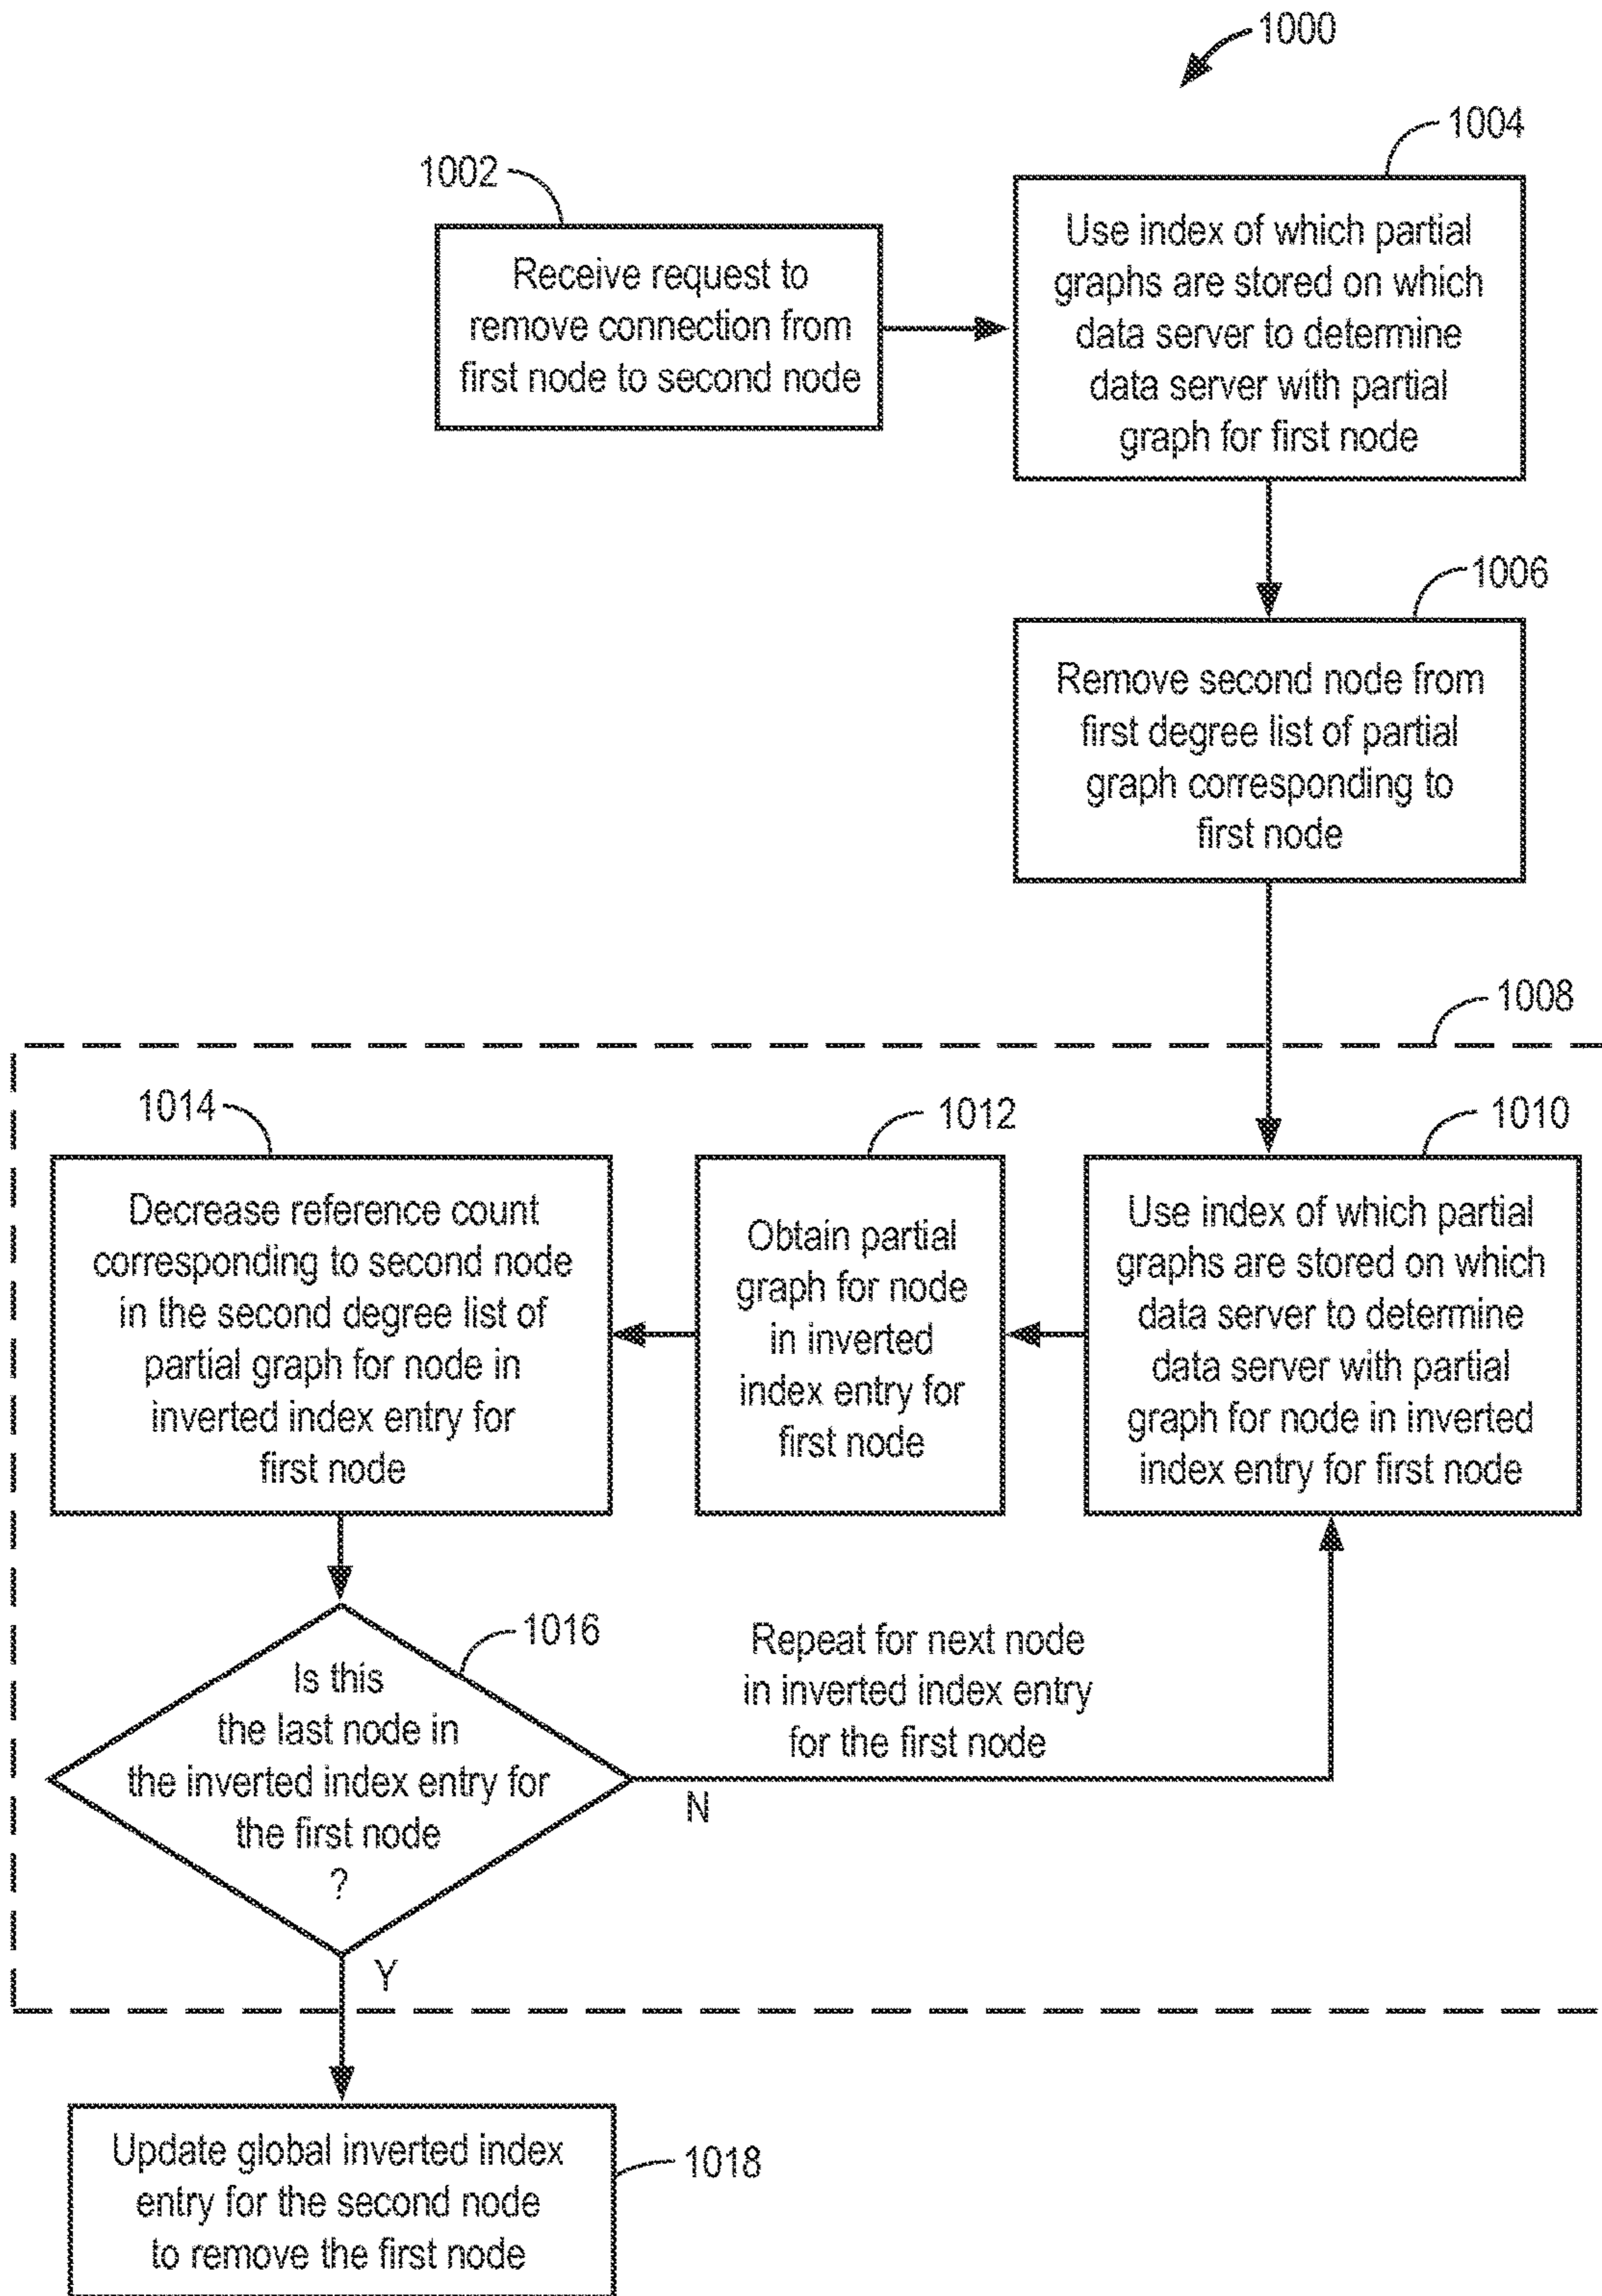 1000
1002
Receive request to
remove connection from
first node to second node
1004
Use index of which partial
graphs are stored on which
data server to determine
data server with partial
graph for first node
1006
Remove second node from
first degree list of partial
graph corresponding to
first node
1008
1014
Decrease reference count
corresponding to second node
in the second degree list of
partial graph for node in
inverted index entry for
first node
1012
Obtain partial
graph for node
in inverted
index entry for
first node
1010
Use index of which partial
graphs are stored on which
data server to determine
data server with partial
graph for node in inverted
index entry for first node
1016
Is this
the last node in
the inverted index entry for
the first node
?
Repeat for next node
in inverted index entry
for the first node
N
Y
Update global inverted index
entry for the second node
to remove the first node
1018